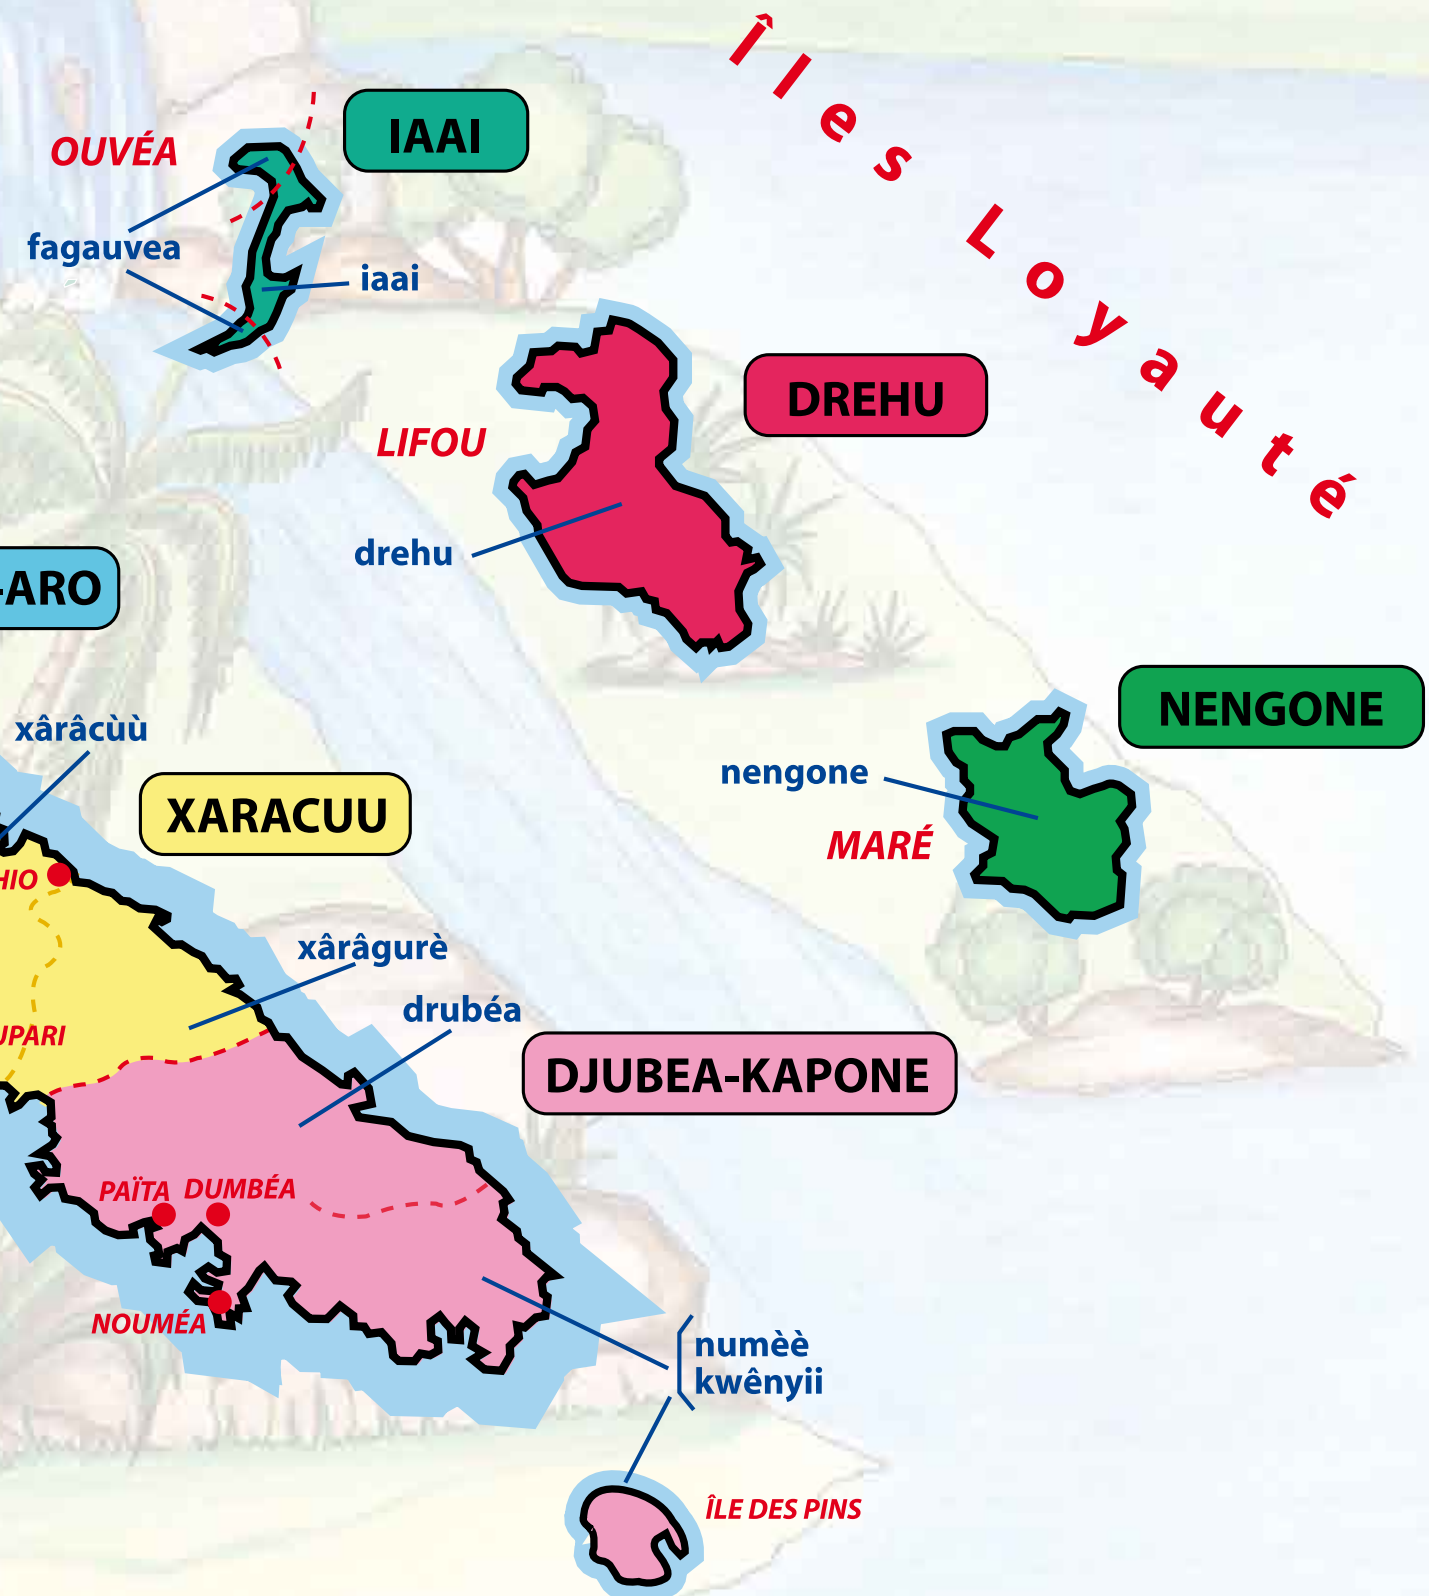 Îles Loyauté
OUVÉA
IAAI
fagauvea
iaai
DREHU
LIFOU
drehu
-ARO
NENGONE
nengone
MARÉ
xârâcùù
XARACUU
HIO
xârâgurè
drubéa
UPARI
DJUBEA-KAPONE
PAÏTA
DUMBÉA
NOUMÉA
numèè
kwênyii
ÎLE DES PINS